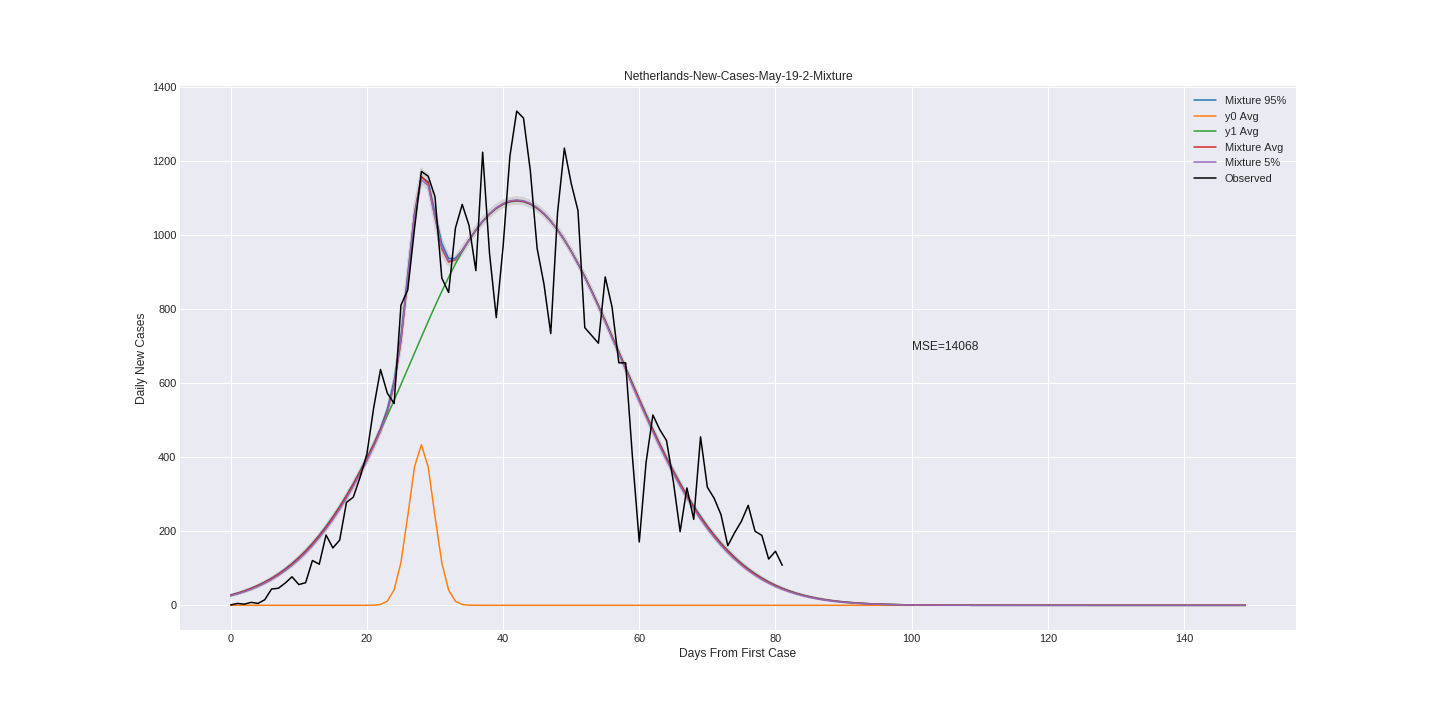 Netherlands-New-Cases-May-19-2-Mixture
1400
1200
1000
800
600
400
200
0
Daily New Cases
Mixture 95%
y0 Avg
y1 Avg
Mixture Avg
Mixture 5%
Observed
MSE=14068
0 20 40 60 80 100 120 140
Days From First Case